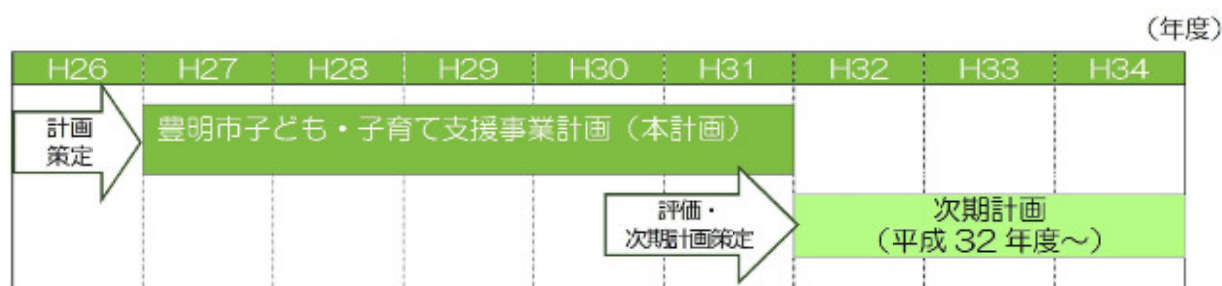 （年度）
H26 H27 H28 H29 H30 H31 H32 H33 H34
計画
策定
豊明市子ども・子育て支援事業計画（本計画）
評価・
次期計画策定
次期計画
（平成 32 年度～）